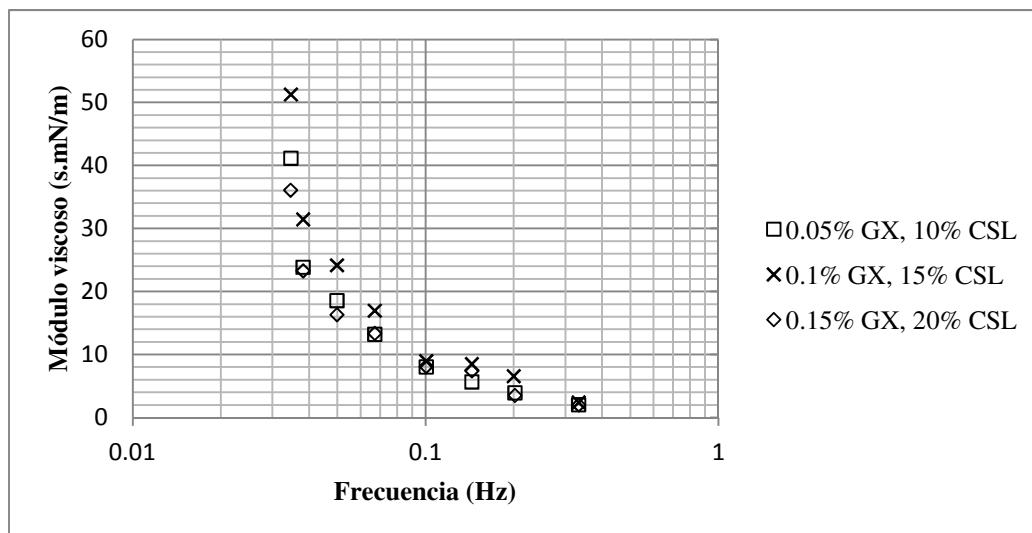 60
50
40
30
20
10
0
0.01 0.1 1
Módulo viscoso (s.mN/m)
Frecuencia (Hz)
0.05% GX, 10% CSL
0.1% GX, 15% CSL
0.15% GX, 20% CSL